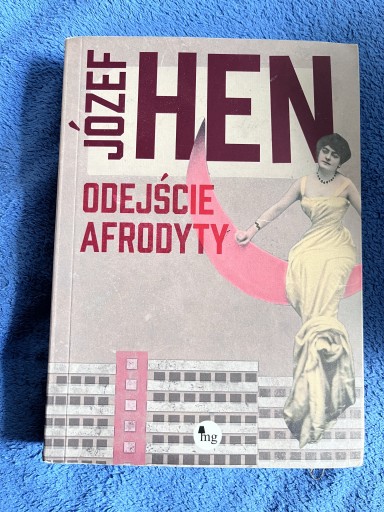 JÓZEF
HEN
ODEJŚCIE
AFRODYTY
mg